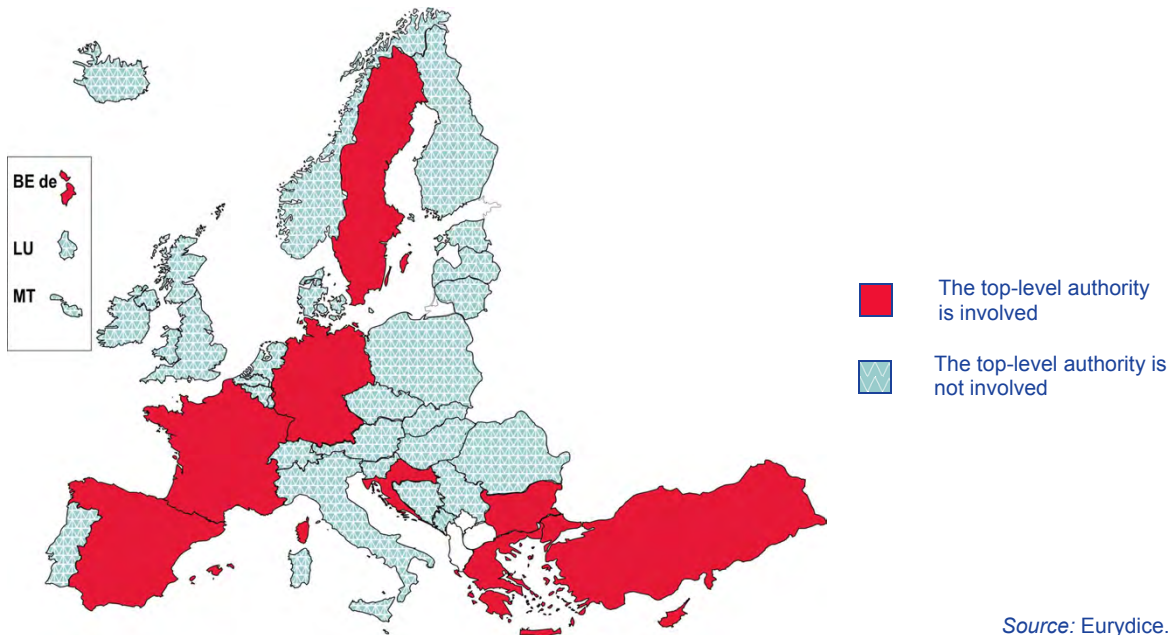 BE de
LU
MT
The top-level authority
is involved
The top-level authority is
not involved
Source: Eurydice.